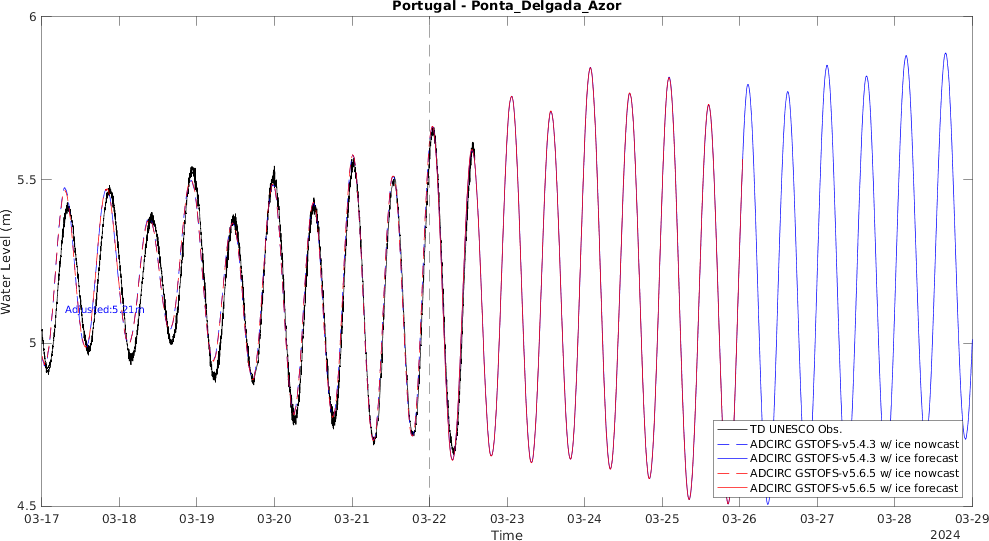 Portugal - Ponta_Delgada_Azor
6
5.5
5
4.5
Water Level (m)
Adjusted:5.21m
TD UNESCO Obs.
ADCIRC GSTOFS-v5.4.3 w/ ice nowcast
ADCIRC GSTOFS-v5.4.3 w/ ice forecast
ADCIRC GSTOFS-v5.6.5 w/ ice nowcast
ADCIRC GSTOFS-v5.6.5 w/ ice forecast
03-17 03-18 03-19 03-20 03-21 03-22 03-23 03-24 03-25 03-26 03-27 03-28 03-29
Time
2024